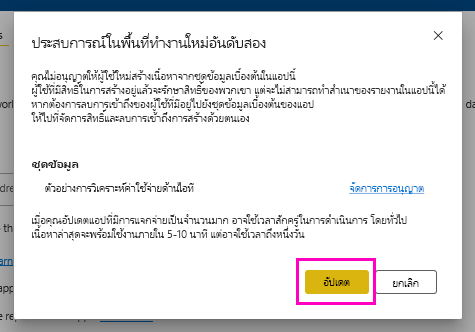 ประสบการณ์ในพื้นที่ทำงานใหม่อันดับสอง
คุณไม่อนุญาตให้ผู้ใช้ใหม่สร้างเนื้อหาจากชุดข้อมูลเบื้องต้นในแอปนี้
ผู้ใช้ที่มีสิทธิ์ในการสร้างอยู่แล้วจะรักษาสิทธิ์ของพวกเขา แต่จะไม่สามารถทำสำเนาของรายงานในแอปนี้ได้
หากต้องการลบการเข้าถึงของผู้ใช้ที่มีอยู่ไปยังชุดข้อมูลเบื้องต้นของแอป
ให้ไปที่จัดการสิทธิ์และลบการเข้าถึงการสร้างด้วยตนเอง
ชุดข้อมูล
ตัวอย่างการวิเคราะห์ค่าใช้จ่ายด้านไอที จัดการการอนุญาต
เมื่อคุณอัปเดตแอปที่มีการแจกจ่ายเป็นจำนวนมาก อาจใช้เวลาสักครู่ในการดำเนินการ โดยทั่วไป
เนื้อหาล่าสุดจะพร้อมใช้งานภายใน 5-10 นาที แต่อาจใช้เวลาถึงหนึ่งวัน
อัปเดต ยกเลิก